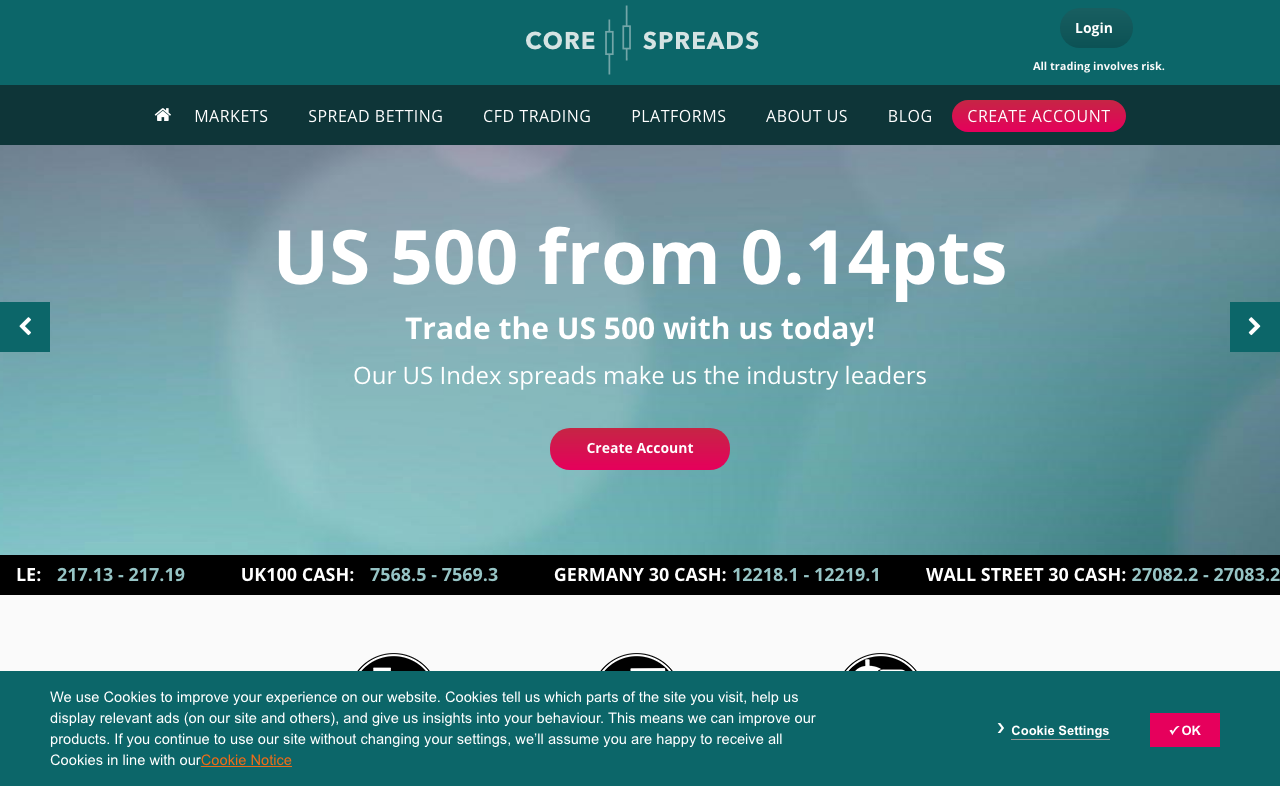 CORE SPREADS
Login
All trading involves risk.
MARKETS SPREAD BETTING CFD TRADING PLATFORMS ABOUT US BLOG CREATE ACCOUNT
US 500 from 0.14pts
Trade the US 500 with us today!
Our US Index spreads make us the industry leaders
Create Account
LE: 217.13 - 217.19 UK100 CASH: 7568.5 - 7569.3 GERMANY 30 CASH: 12218.1 - 12219.1 WALL STREET 30 CASH: 27082.2 - 27083.2
We use Cookies to improve your experience on our website. Cookies tell us which parts of the site you visit, help us
display relevant ads (on our site and others), and give us insights into your behaviour. This means we can improve our
products. If you continue to use our site without changing your settings, we’ll assume you are happy to receive all
Cookies in line with ourCookie Notice
Cookie Settings
✓OK